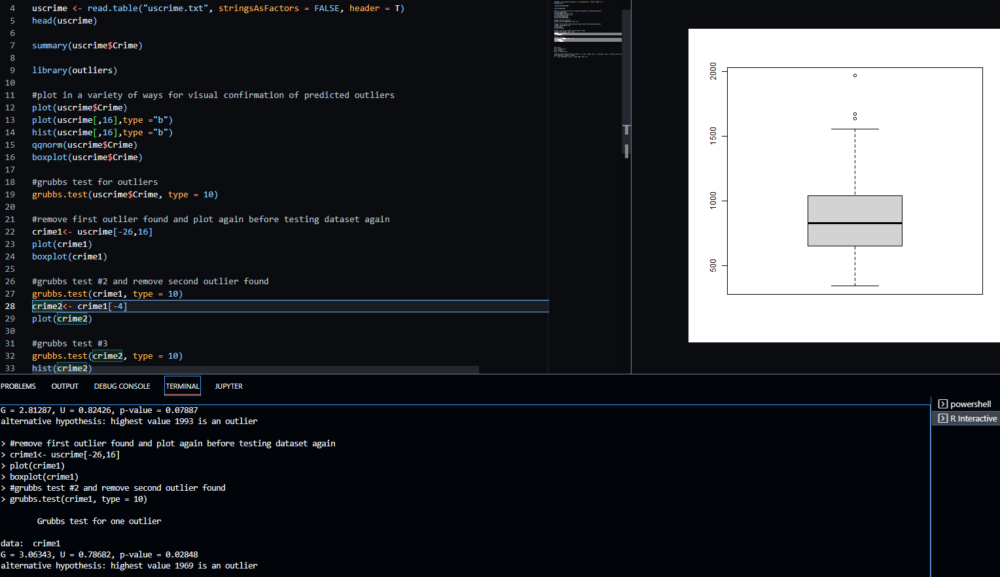 4 uscrime <- read.table("uscrime.txt", stringsAsFactors = FALSE, header = T)
5 head(uscrime)
6
7 summary(uscrime$Crime)
8
9 library(outliers)
10
11 #plot in a variety of ways for visual confirmation of predicted outliers
12 plot(uscrime$Crime)
13 plot(uscrime[,16],type ="b")
14 hist(uscrime[,16],type ="b")
15 qqnorm(uscrime$Crime)
16 boxplot(uscrime$Crime)
17
18 #grubbs test for outliers
19 grubbs.test(uscrime$Crime, type = 10)
20
21 #remove first outlier found and plot again before testing dataset again
22 crime1<- uscrime[-26,16]
23 plot(crime1)
24 boxplot(crime1)
25
26 #grubbs test #2 and remove second outlier found
27 grubbs.test(crime1, type = 10)
28 crime2<- crime1[-4]
29 plot(crime2)
30
31 #grubbs test #3
32 grubbs.test(crime2, type = 10)
33 hist(crime2)
2000
1500
1000
500
PROBLEMS OUTPUT DEBUG CONSOLE TERMINAL JUPYTER
G = 2.81287, U = 0.82426, p-value = 0.07887
alternative hypothesis: highest value 1993 is an outlier
> #remove first outlier found and plot again before testing dataset again
> crime1<- uscrime[-26,16]
> plot(crime1)
> boxplot(crime1)
> #grubbs test #2 and remove second outlier found
> grubbs.test(crime1, type = 10)
Grubbs test for one outlier
data: crime1
G = 3.06343, U = 0.78682, p-value = 0.02848
alternative hypothesis: highest value 1969 is an outlier
powershell
R Interactive